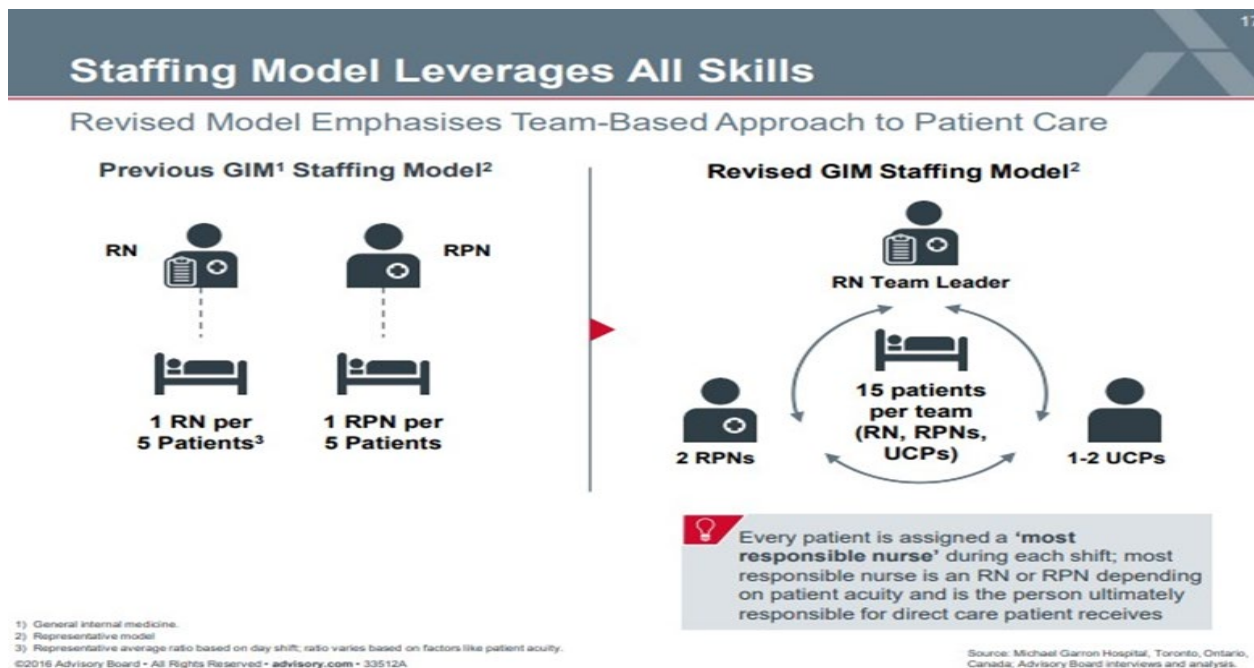 17
Staffing Model Leverages All Skills
Revised Model Emphasises Team-Based Approach to Patient Care
Previous GIM¹ Staffing Model²
RN
RPN
1 RN per
5 Patients³
1 RPN per
5 Patients
Revised GIM Staffing Model²
RN Team Leader
15 patients
per team
(RN, RPNs,
UCPs)
2 RPNs
1-2 UCPs
Every patient is assigned a ‘most
responsible nurse’ during each shift; most
responsible nurse is an RN or RPN depending
on patient acuity and is the person ultimately
responsible for direct care patient receives
1) General internal medicine.
2) Representative model
3) Representative average ratio based on day shift; ratio varies based on factors like patient acuity.
©2016 Advisory Board • All Rights Reserved • advisory.com • 33512A
Source: Michael Garron Hospital, Toronto, Ontario,
Canada; Advisory Board interviews and analysis.